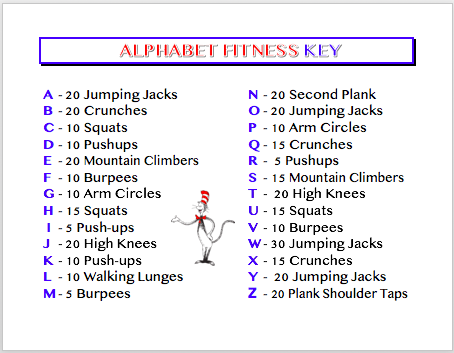 ALPHABET FITNESS KEY
A - 20 Jumping Jacks
B - 20 Crunches
C - 10 Squats
D - 10 Pushups
E - 20 Mountain Climbers
F - 10 Burpees
G - 10 Arm Circles
H - 15 Squats
I - 5 Push-ups
J - 20 High Knees
K - 10 Push-ups
L - 10 Walking Lunges
M - 5 Burpees
N - 20 Second Plank
O - 20 Jumping Jacks
P - 10 Arm Circles
Q - 15 Crunches
R - 5 Pushups
S - 15 Mountain Climbers
T - 20 High Knees
U - 15 Squats
V - 10 Burpees
W - 30 Jumping Jacks
X - 15 Crunches
Y - 20 Jumping Jacks
Z - 20 Plank Shoulder Taps